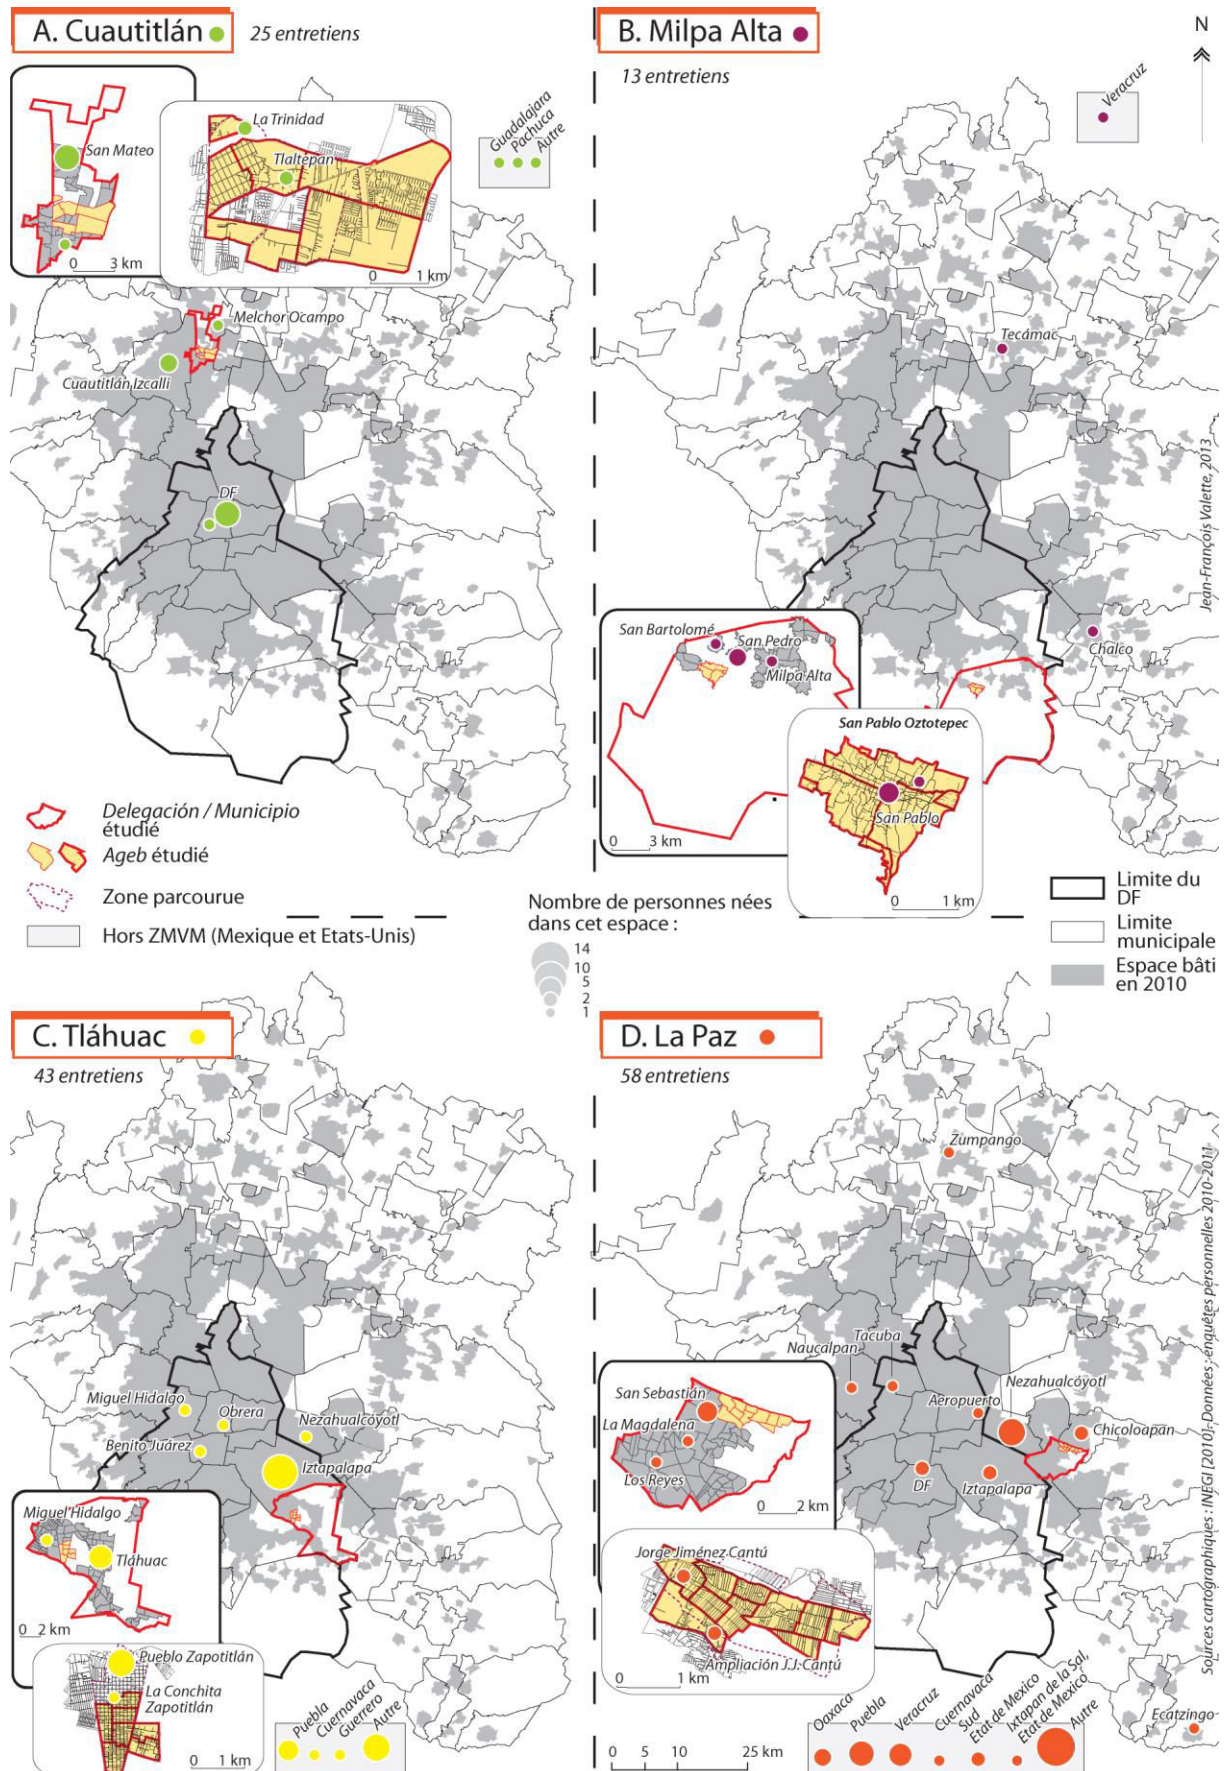 A. Cuautitlán
25 entretiens
San Mateo
0 3 km
La Trinidad
Tlaltepan
0 1 km
Guadalajara
Pachuca
Autre
Melchor Ocampo
Cuautitlán Izcalli
DF
B. Milpa Alta
13 entretiens
N
Veracruz
Tecámac
Chalco
San Bartolomé
San Pedro
Milpa Alta
0 3 km
San Pablo Oztotepec
San Pablo
0 1 km
Jean-François Valette, 2013
Delegación / Municipio
étudié
Ageb étudié
Zone parcourue
Hors ZMVM (Mexique et Etats-Unis)
Nombre de personnes nées
dans cet espace :
14
10
5
2
1
Limite du
DF
Limite
municipale
Espace bâti
en 2010
C. Tláhuac
43 entretiens
Miguel Hidalgo
Obrera
Nezahualcóyotl
Benito Juárez
Iztapalapa
Miguel Hidalgo
Tláhuac
0 2 km
Pueblo Zapotitlán
La Conchita
Zapotitlán
0 1 km
Puebla
Cuernavaca
Guerrero
Autre
D. La Paz
58 entretiens
Zumpango
Naucalpan
Tacuba
Nezahualcóyotl
Aeropuerto
Chicoloapan
DF
Iztapalapa
San Sebastián
La Magdalena
Los Reyes
0 2 km
Jorge Jiménez Cantú
Ampliación J.J. Cantú
0 1 km
Ecatzingo
Oaxaca
Puebla
Veracruz
Cuernavaca
Sud
Etat de Mexico
Ixtapan de la Sal,
Etat de Mexico
Autre
0 5 10 25 km
Sources cartographiques : INEGI [2010]. Données : enquêtes personnelles 2010-2011